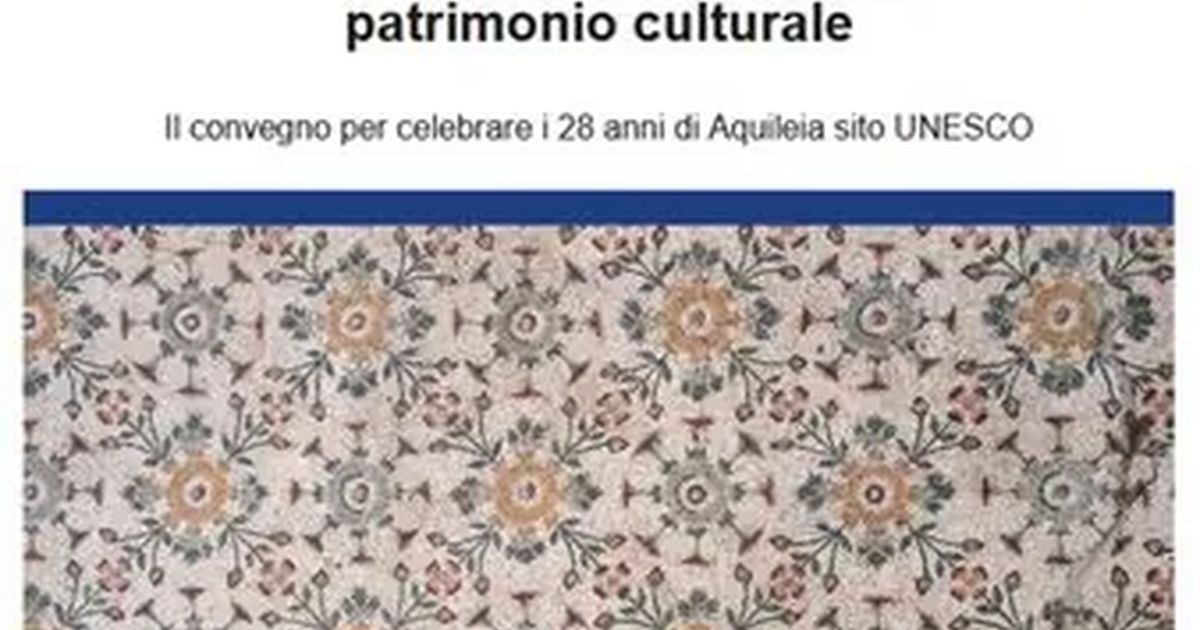 patrimonio culturale
Il convegno per celebrare i 28 anni di Aquileia sito UNESCO